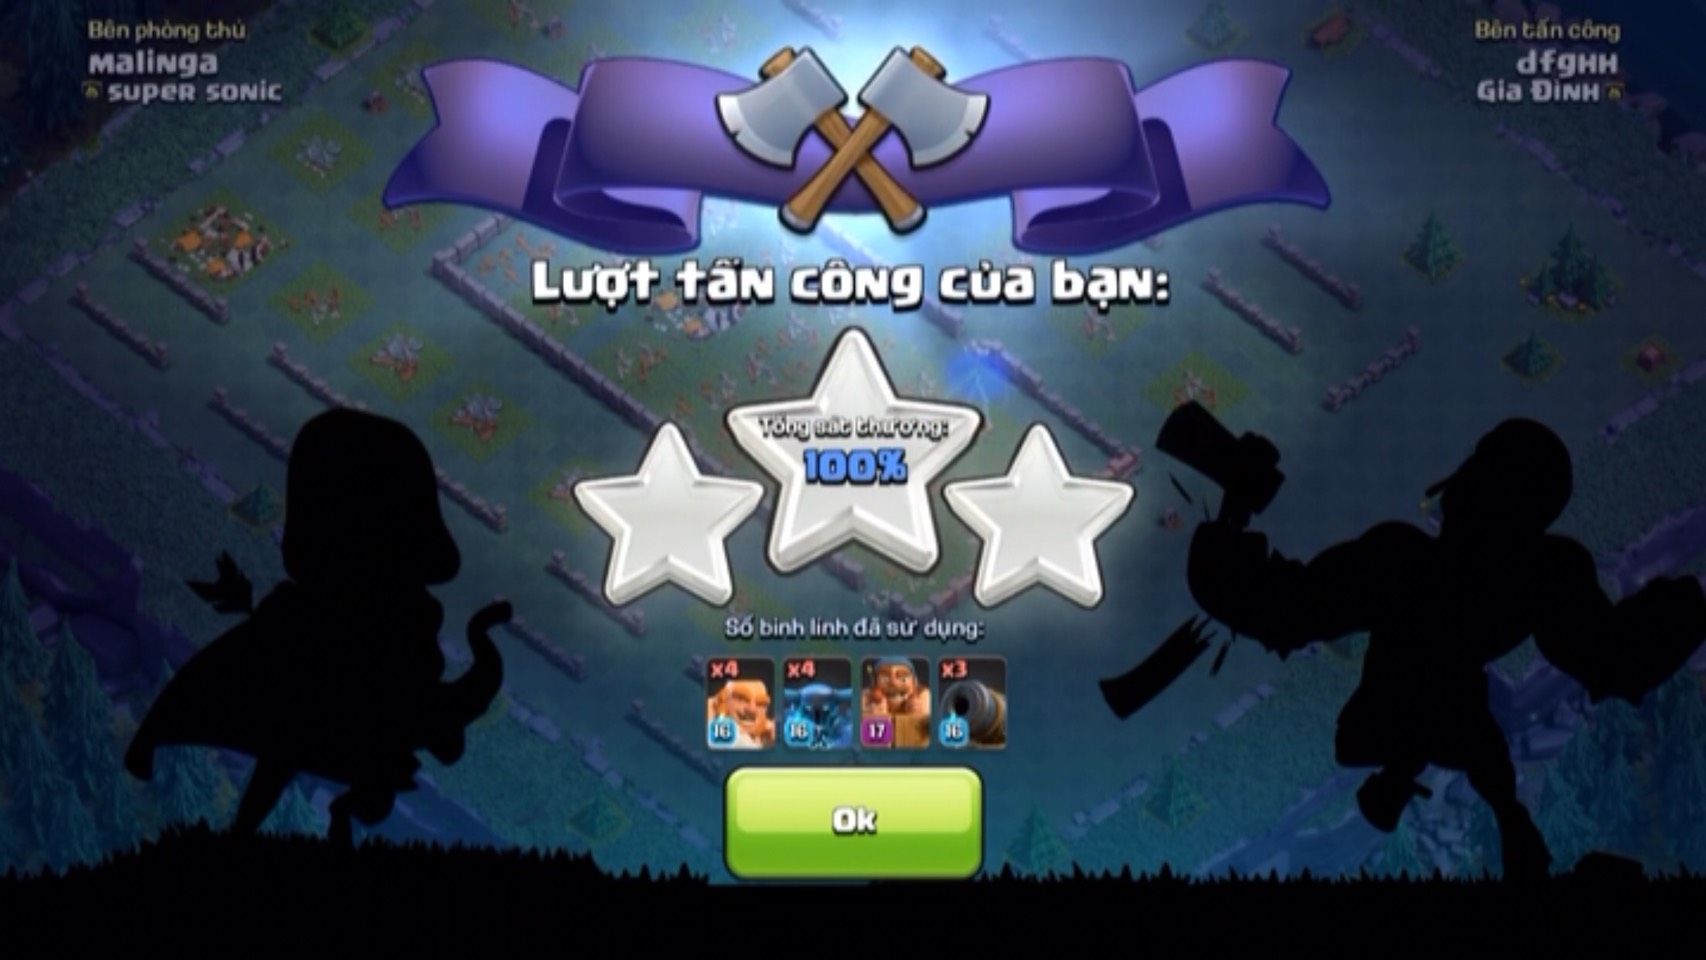 Bên phòng thủ
malinga
super sonic
Bên tấn công
dfgHH
Gia Đình
Lượt tấn công của bạn:
Tổng sát thương:
100%
Số binh lính đã sử dụng:
x4
x4
x3
16
16
17
16
Ok